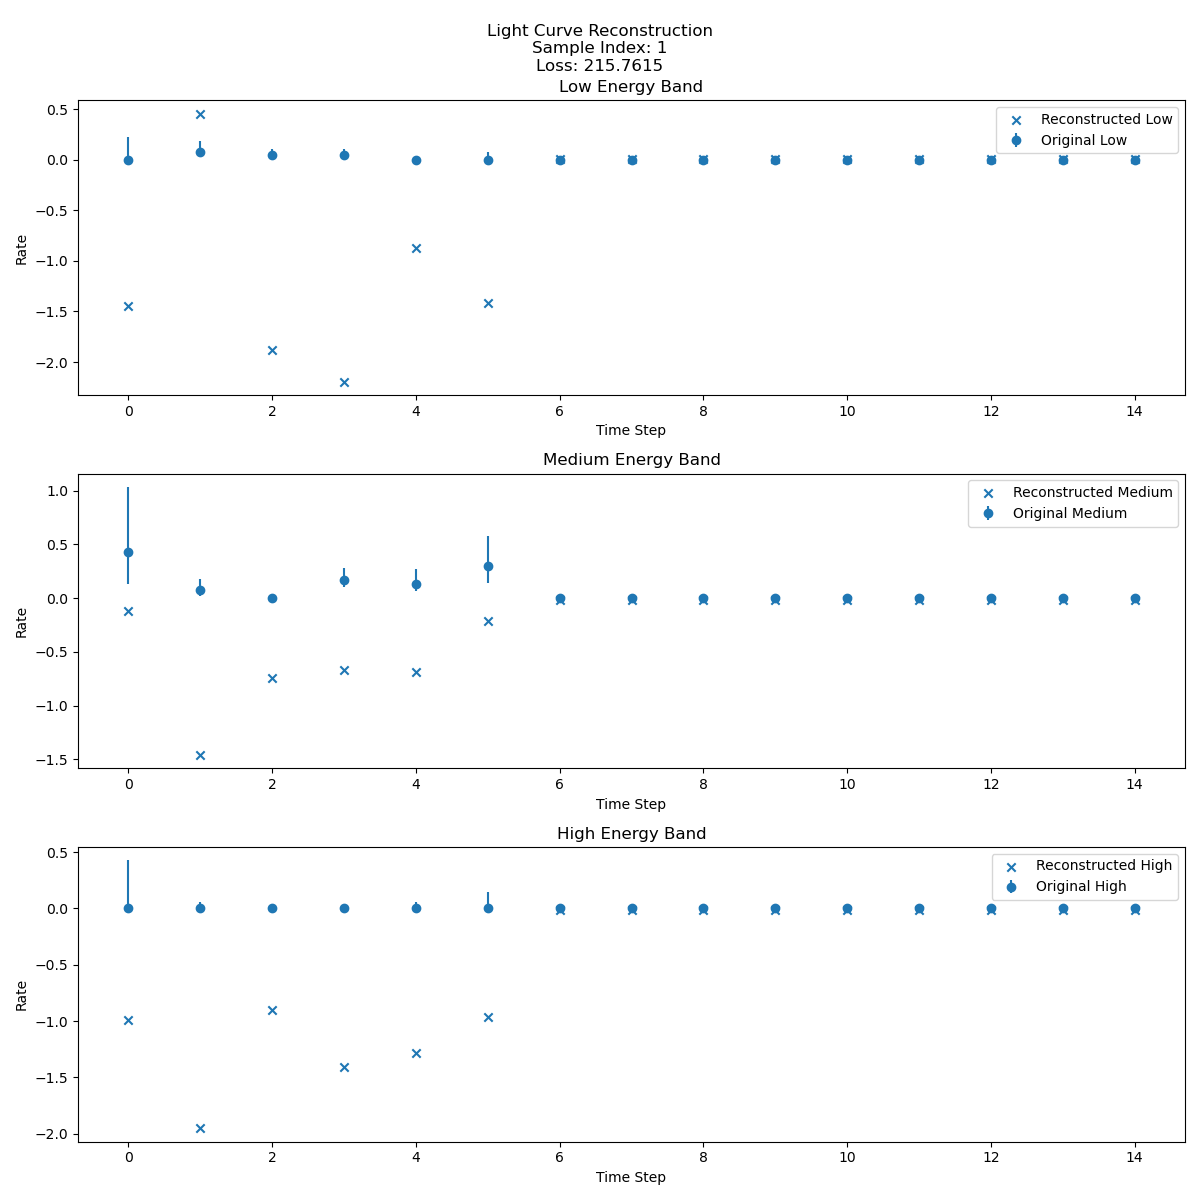 Light Curve Reconstruction
Sample Index: 1
Loss: 215.7615
Low Energy Band
Reconstructed Low
Original Low
0.5
0.0
−0.5
−1.0
−1.5
−2.0
Rate
0 2 4 6 8 10 12 14
Time Step
Medium Energy Band
Reconstructed Medium
Original Medium
1.0
0.5
0.0
−0.5
−1.0
−1.5
Rate
0 2 4 6 8 10 12 14
Time Step
High Energy Band
Reconstructed High
Original High
0.5
0.0
−0.5
−1.0
−1.5
−2.0
Rate
0 2 4 6 8 10 12 14
Time Step